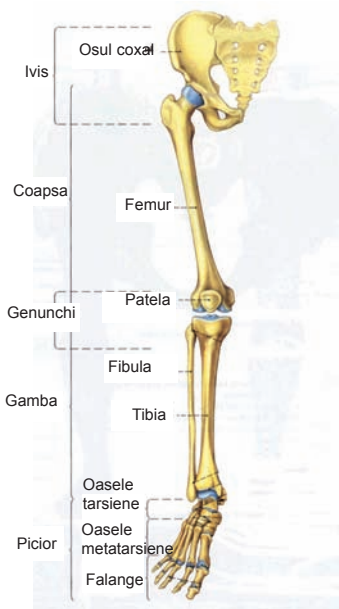 Osul coxal
Ivis
Coapsa
Femur
Patela
Genunchi
Fibula
Gamba
Tibia
Oasele
tarsiene
Oasele
metatarsiene
Picior
Falange